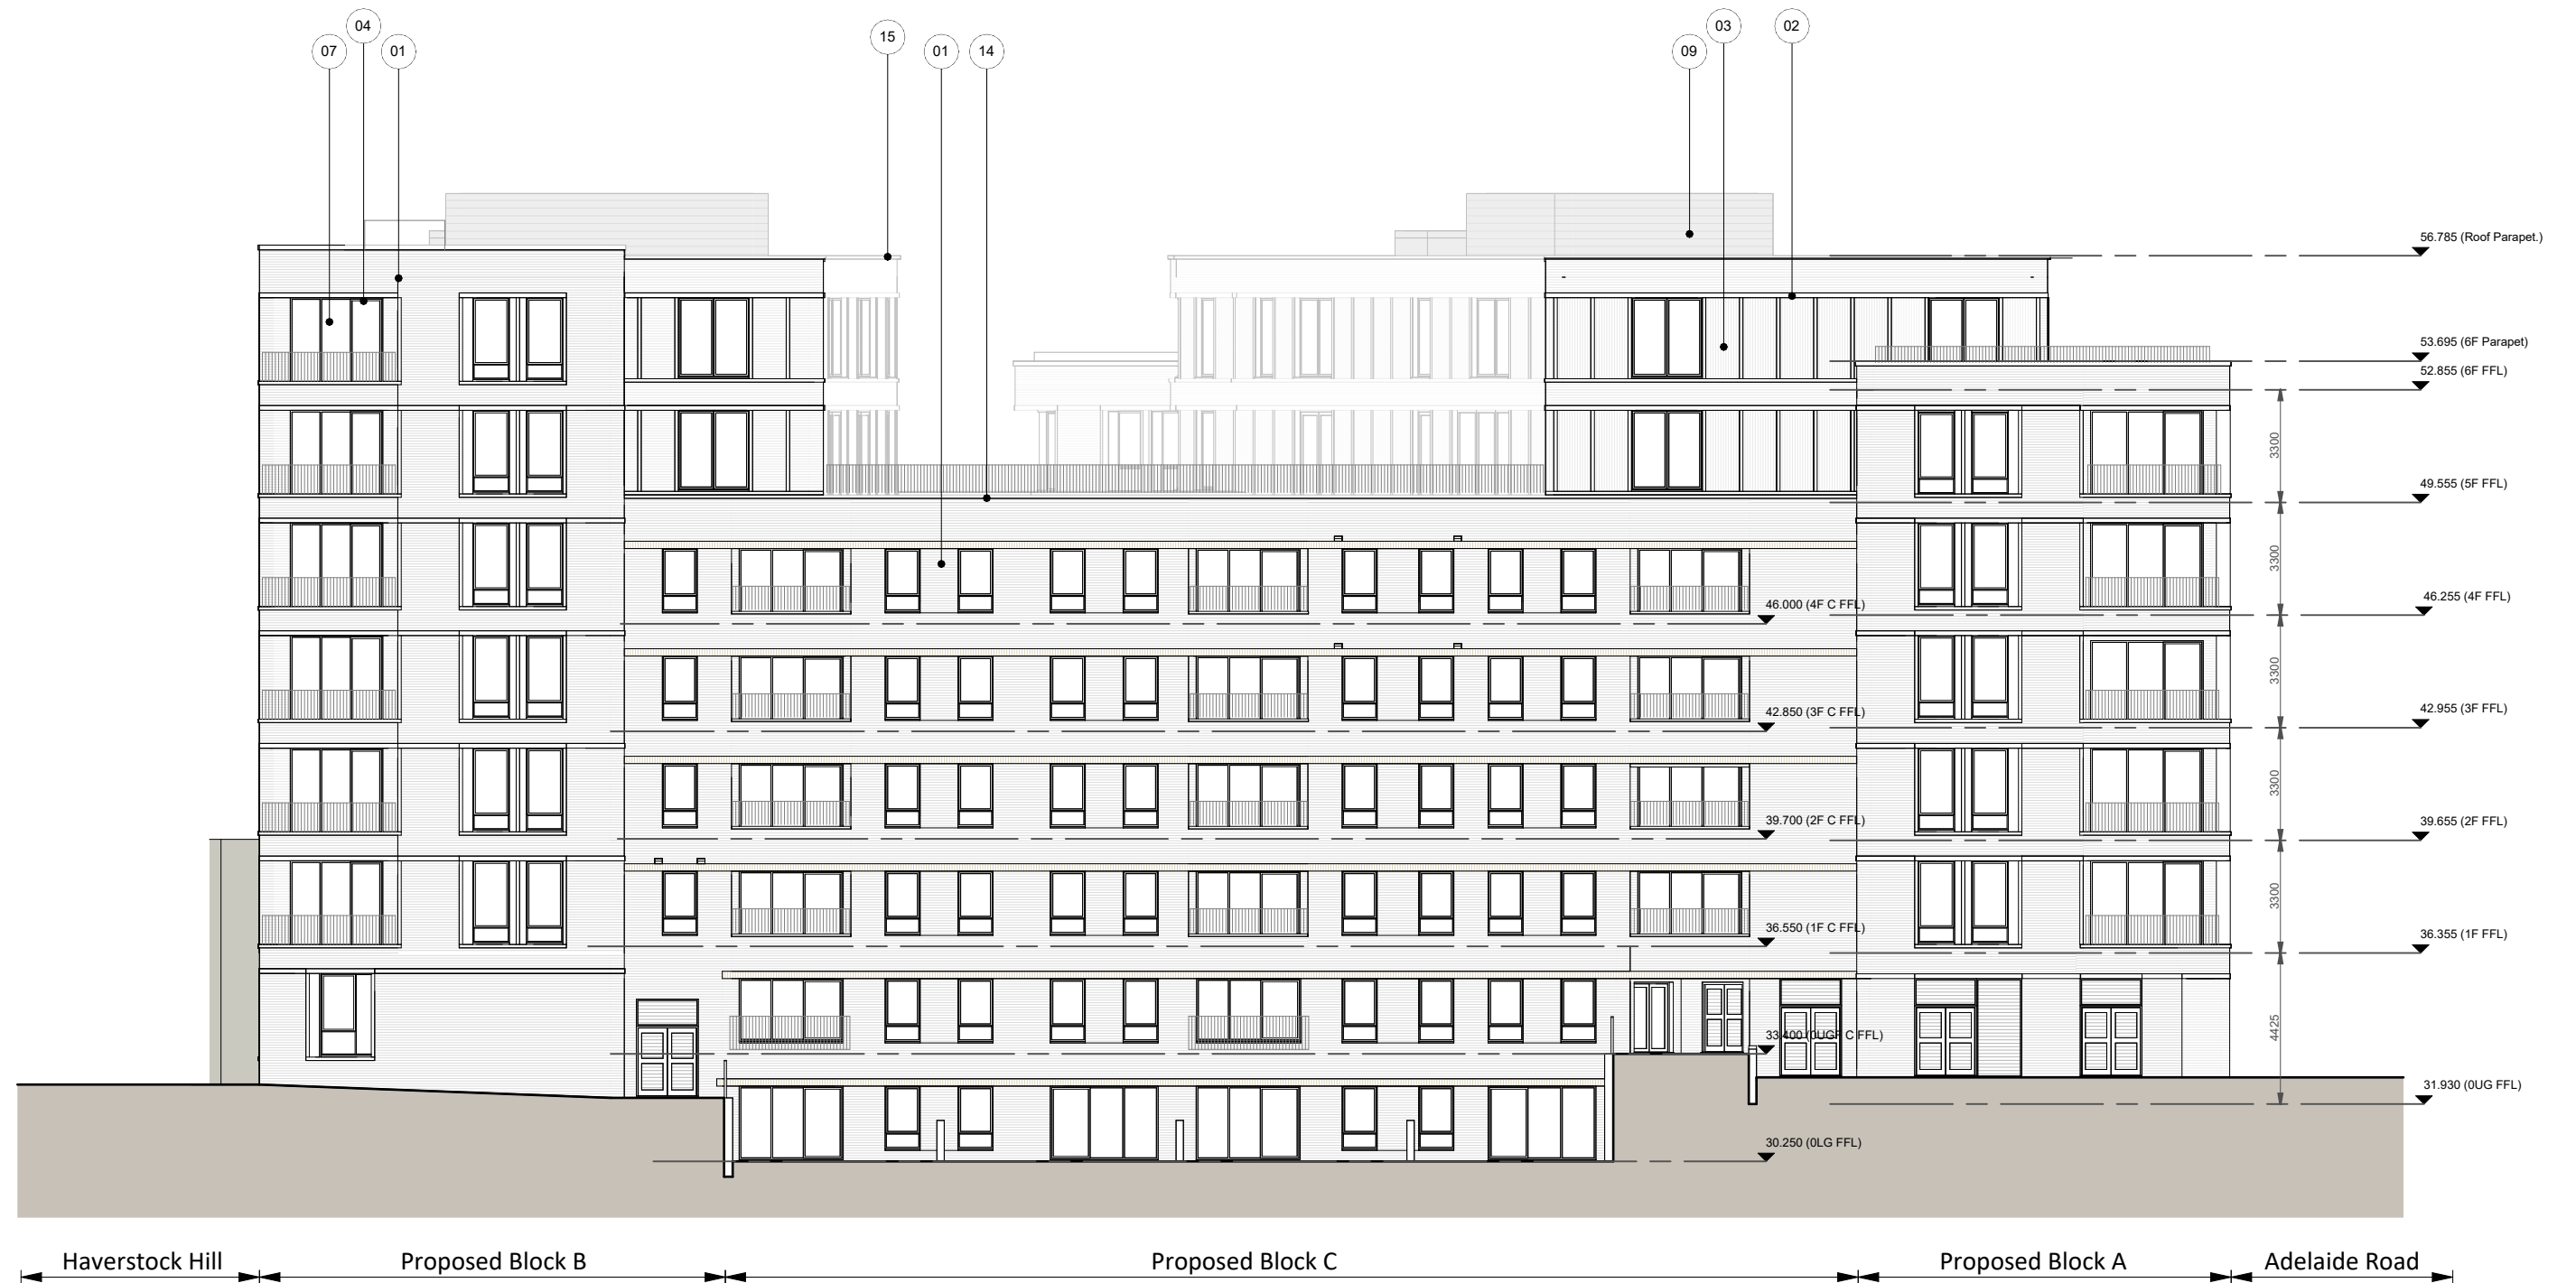 04
15
03
02
07
01
01
14
09
56.785 (Roof Parapet.)
53.695 (6F Parapet)
52.855 (6F FFL)
3300
49.555 (5F FFL)
3300
46.255 (4F FFL)
46.000 (4F C FFL)
3300
42.955 (3F FFL)
42.850 (3F C FFL)
3300
39.700 (2F C FFL)
39.655 (2F FFL)
3300
36.550 (1F C FFL)
36.355 (1F FFL)
4425
33.400 (0UGF C FFL)
31.930 (0UG FFL)
30.250 (0LG FFL)
Haverstock Hill
Proposed Block B
Proposed Block C
Proposed Block A
Adelaide Road